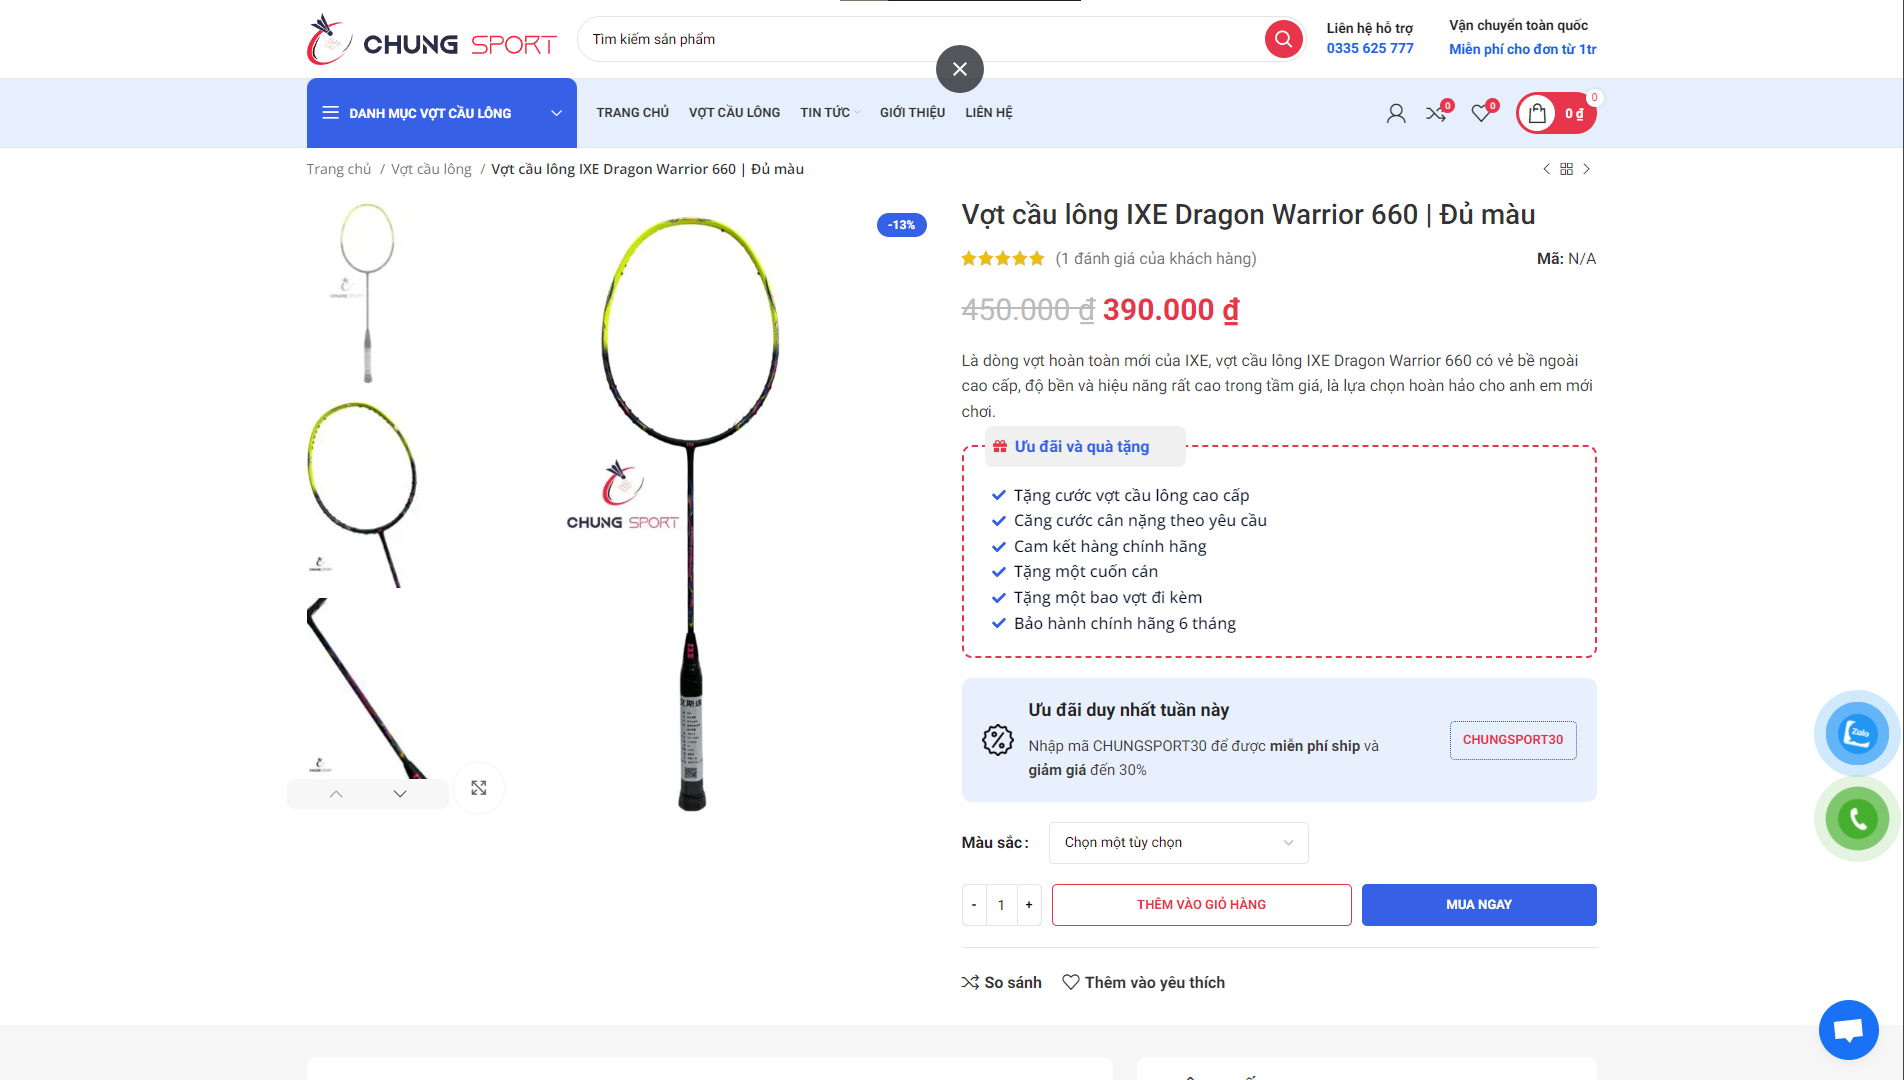 CHUNG SPORT
Tìm kiếm sản phẩm
Liên hệ hỗ trợ
0335 625 777
Vận chuyển toàn quốc
Miễn phí cho đơn từ 1tr
DANH MỤC VỢT CẦU LÔNG
TRANG CHỦ VỢT CẦU LÔNG TIN TỨC GIỚI THIỆU LIÊN HỆ
0
0
0
0 ₫
Trang chủ / Vợt cầu lông / Vợt cầu lông IXE Dragon Warrior 660 | Đủ màu
CHUNG SPORT
CHUNG SPORT
CHUNG SPORT
-13%
CHUNG SPORT
IXE
Vợt cầu lông IXE Dragon Warrior 660 | Đủ màu
(1 đánh giá của khách hàng)
Mã: N/A
450.000 ₫ 390.000 ₫
Là dòng vợt hoàn toàn mới của IXE, vợt cầu lông IXE Dragon Warrior 660 có vẻ bề ngoài
cao cấp, độ bền và hiệu năng rất cao trong tầm giá, là lựa chọn hoàn hảo cho anh em mới
chơi.
Ưu đãi và quà tặng
Tặng cước vợt cầu lông cao cấp
Căng cước cân nặng theo yêu cầu
Cam kết hàng chính hãng
Tặng một cuốn cán
Tặng một bao vợt đi kèm
Bảo hành chính hãng 6 tháng
Ưu đãi duy nhất tuần này
Nhập mã CHUNGSPORT30 để được miễn phí ship và
giảm giá đến 30%
CHUNGSPORT30
Màu sắc :
Chọn một tùy chọn
- 1 +
THÊM VÀO GIỎ HÀNG
MUA NGAY
So sánh
Thêm vào yêu thích
Zalo